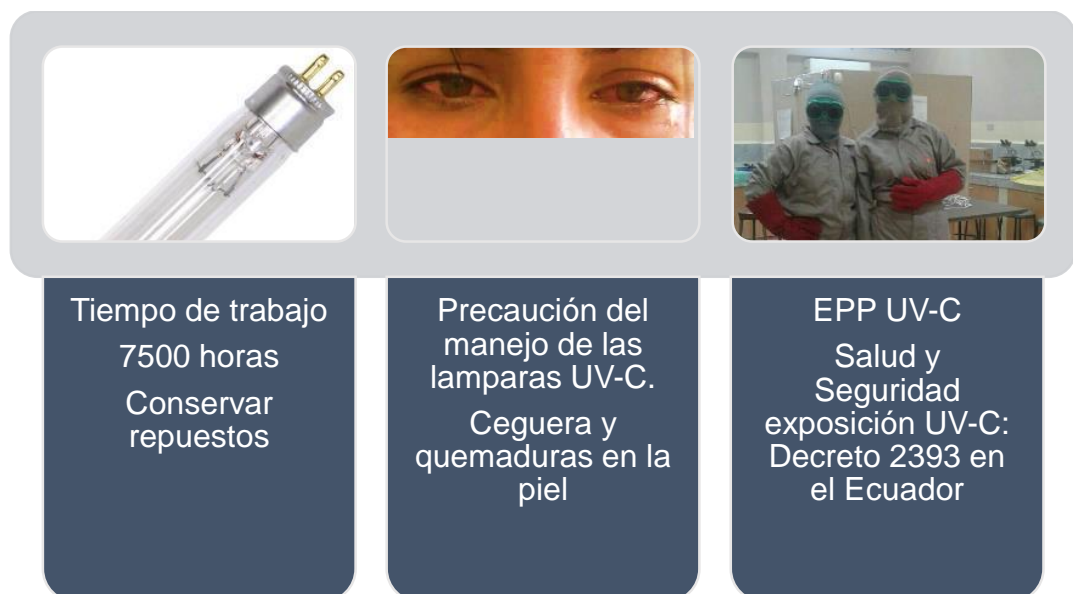 Tiempo de trabajo
7500 horas
Conservar
repuestos
Precaución del
manejo de las
lamparas UV-C.
Ceguera y
quemaduras en la
piel
EPP UV-C
Salud y
Seguridad
exposición UV-C:
Decreto 2393 en
el Ecuador